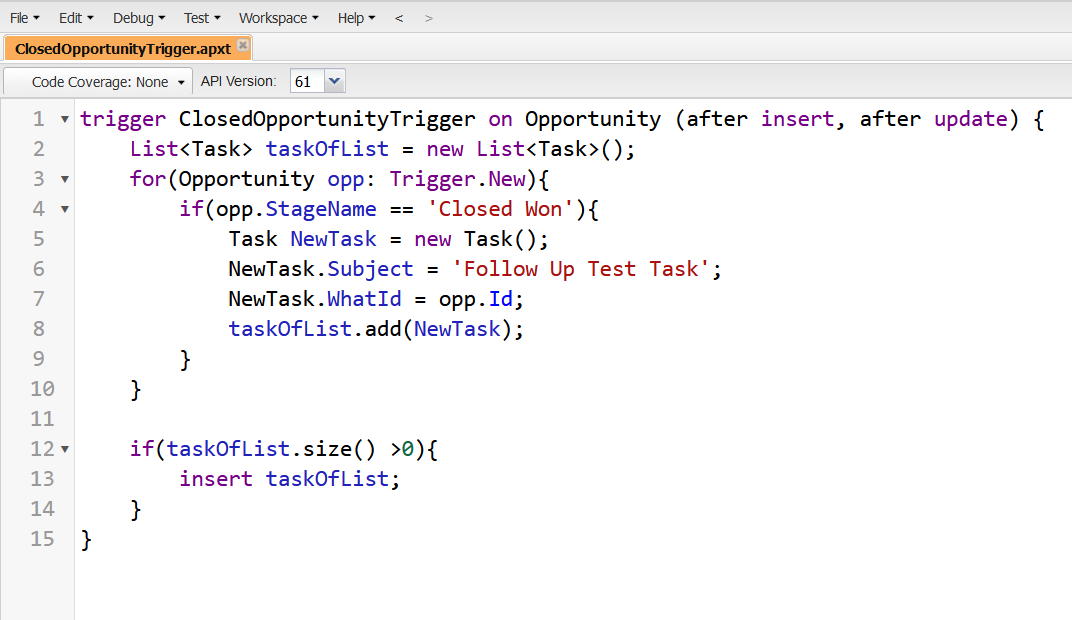 File Edit Debug Test Workspace Help < >
ClosedOpportunityTrigger.apxt
Code Coverage: None API Version: 61
1 trigger ClosedOpportunityTrigger on Opportunity (after insert, after update) {
2     List<Task> taskOfList = new List<Task>();
3     for(Opportunity opp: Trigger.New){
4         if(opp.StageName == 'Closed Won'){
5             Task NewTask = new Task();
6             NewTask.Subject = 'Follow Up Test Task';
7             NewTask.WhatId = opp.Id;
8             taskOfList.add(NewTask);
9         }
10     }
11
12     if(taskOfList.size() >0){
13         insert taskOfList;
14     }
15 }